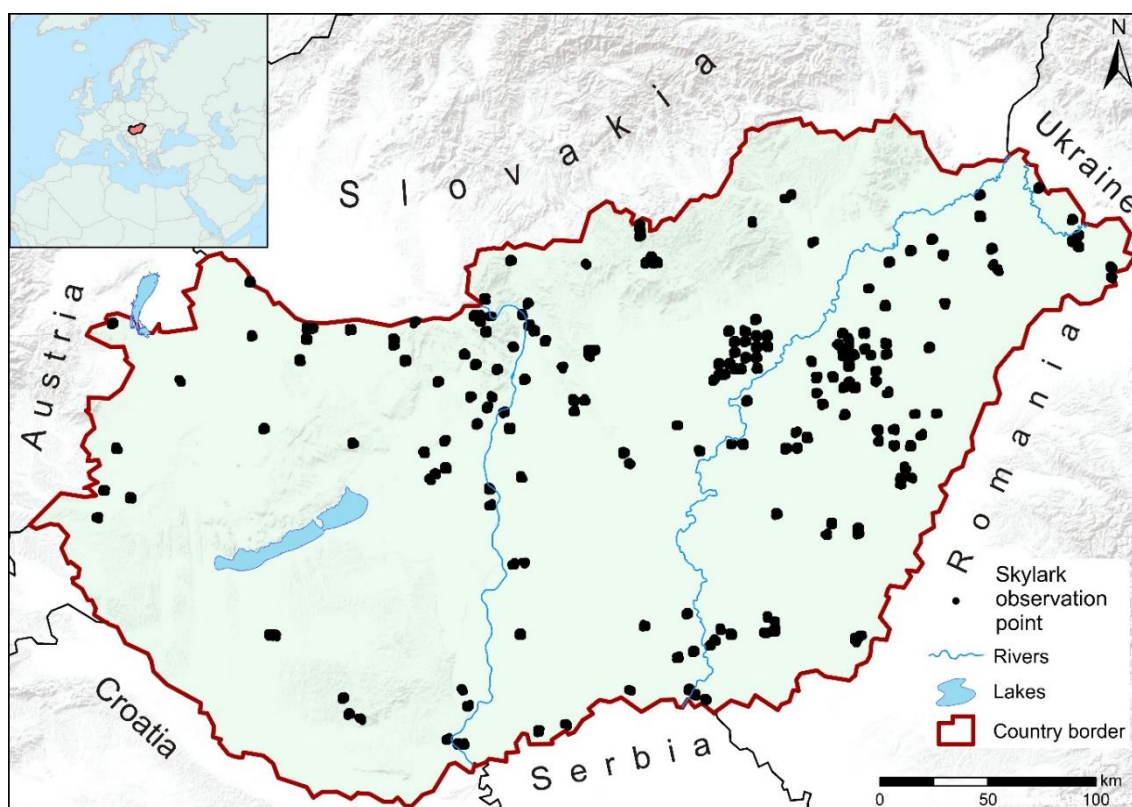 N
Slovakia
Ukraine
Austria
Romania
Croatia
Serbia
Skylark
observation
point
Rivers
Lakes
Country border
km
0 50 100